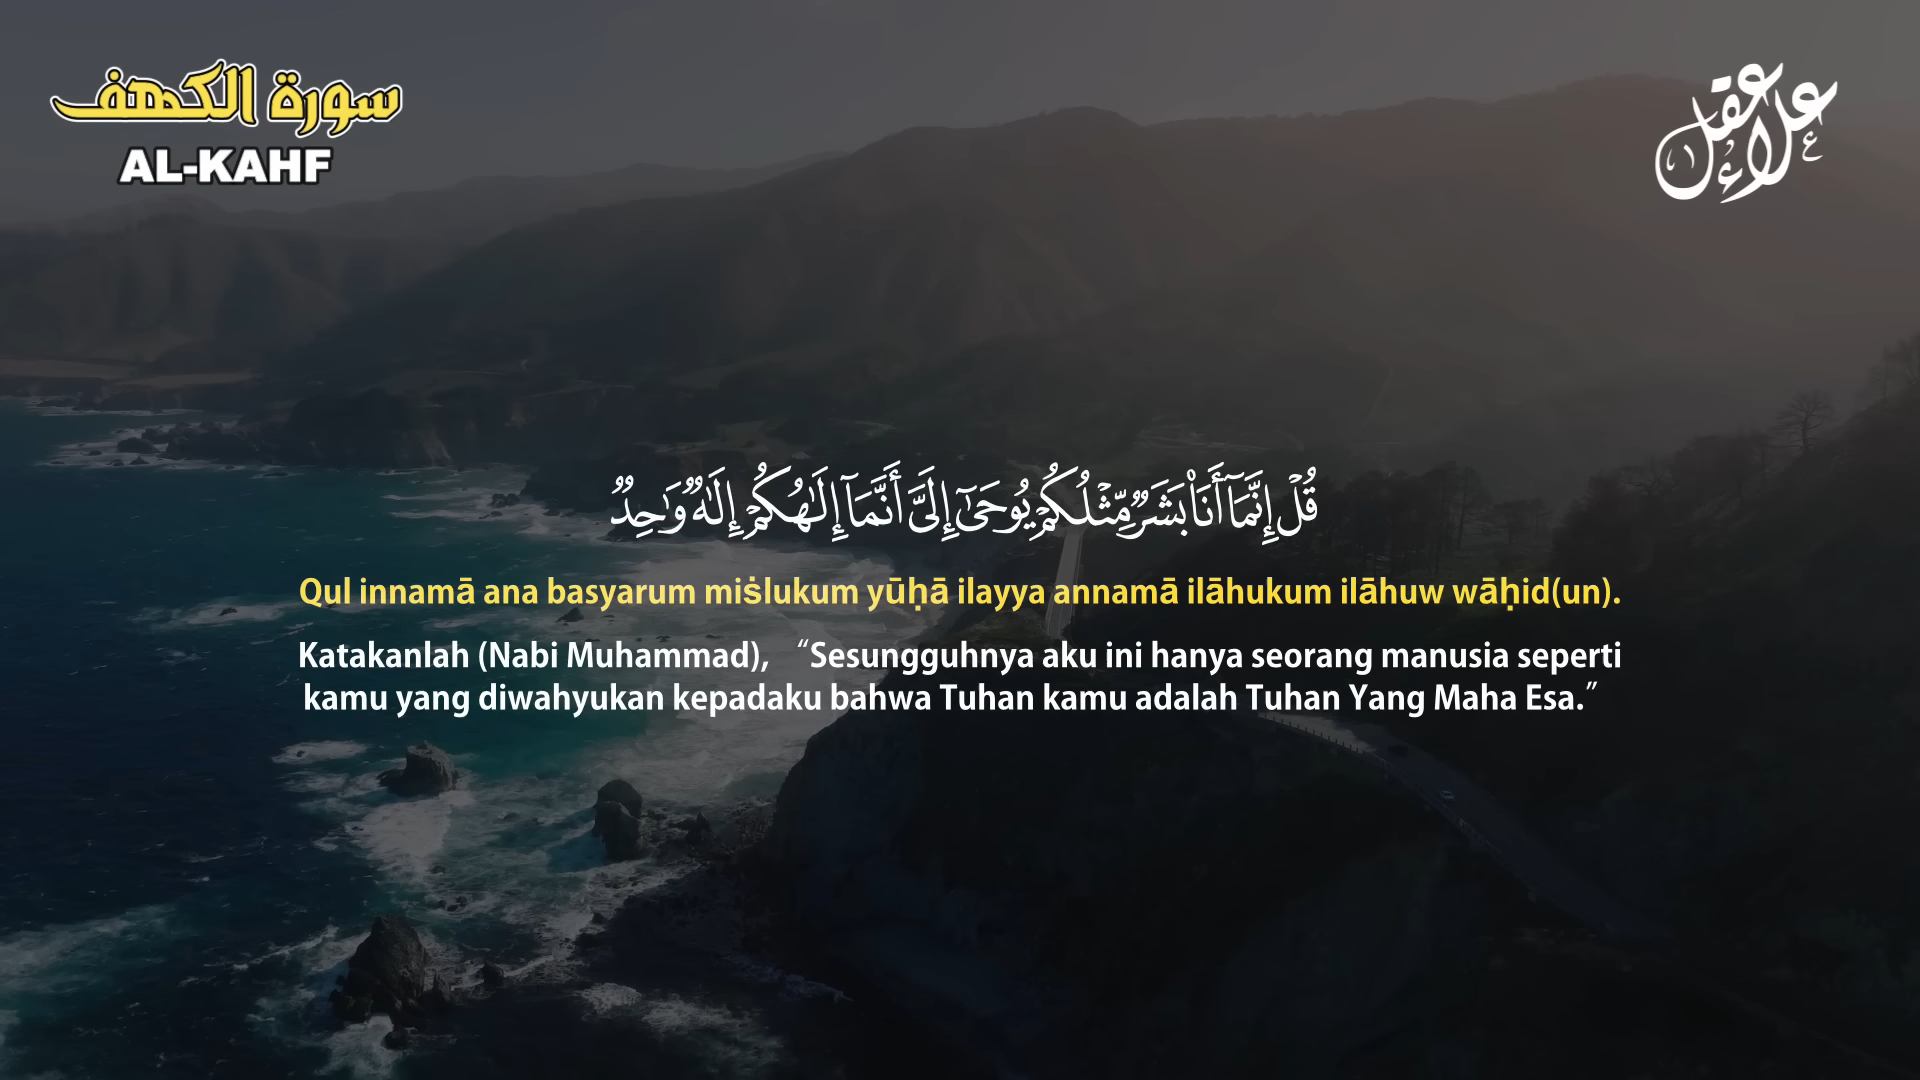 سورة الكهف
AL-KAHF
علاء عقل
قُلْ إِنَّمَآ أَنَا۠ بَشَرٌ مِّثْلُكُمْ يُوحَىٰٓ إِلَىَّ أَنَّمَآ إِلَٰهُكُمْ إِلَٰهٌ وَٰحِدٌ
Qul innamā ana basyarum miṡlukum yūḥā ilayya annamā ilāhukum ilāhuw wāḥid(un).
Katakanlah (Nabi Muhammad), “Sesungguhnya aku ini hanya seorang manusia seperti
kamu yang diwahyukan kepadaku bahwa Tuhan kamu adalah Tuhan Yang Maha Esa.”